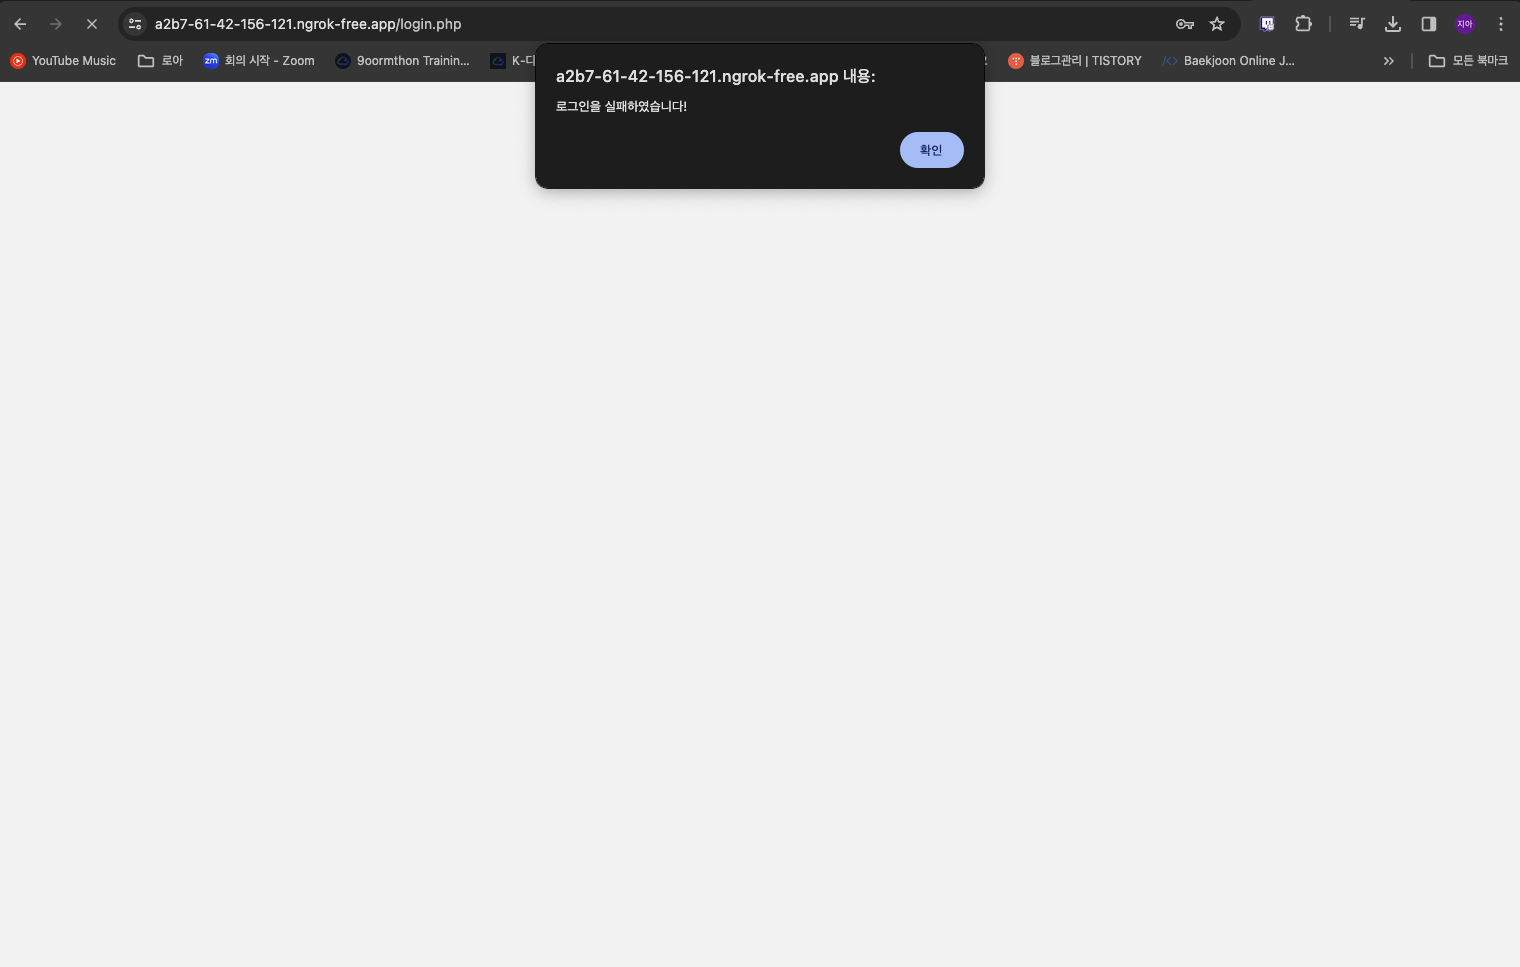 a2b7-61-42-156-121.ngrok-free.app/login.php
지아
YouTube Music
로아
zm
회의 시작 - Zoom
9oormthon Trainin...
K-디
블로그관리 | TISTORY
Baekjoon Online J...
모든 북마크
a2b7-61-42-156-121.ngrok-free.app 내용:
로그인을 실패하였습니다!
확인